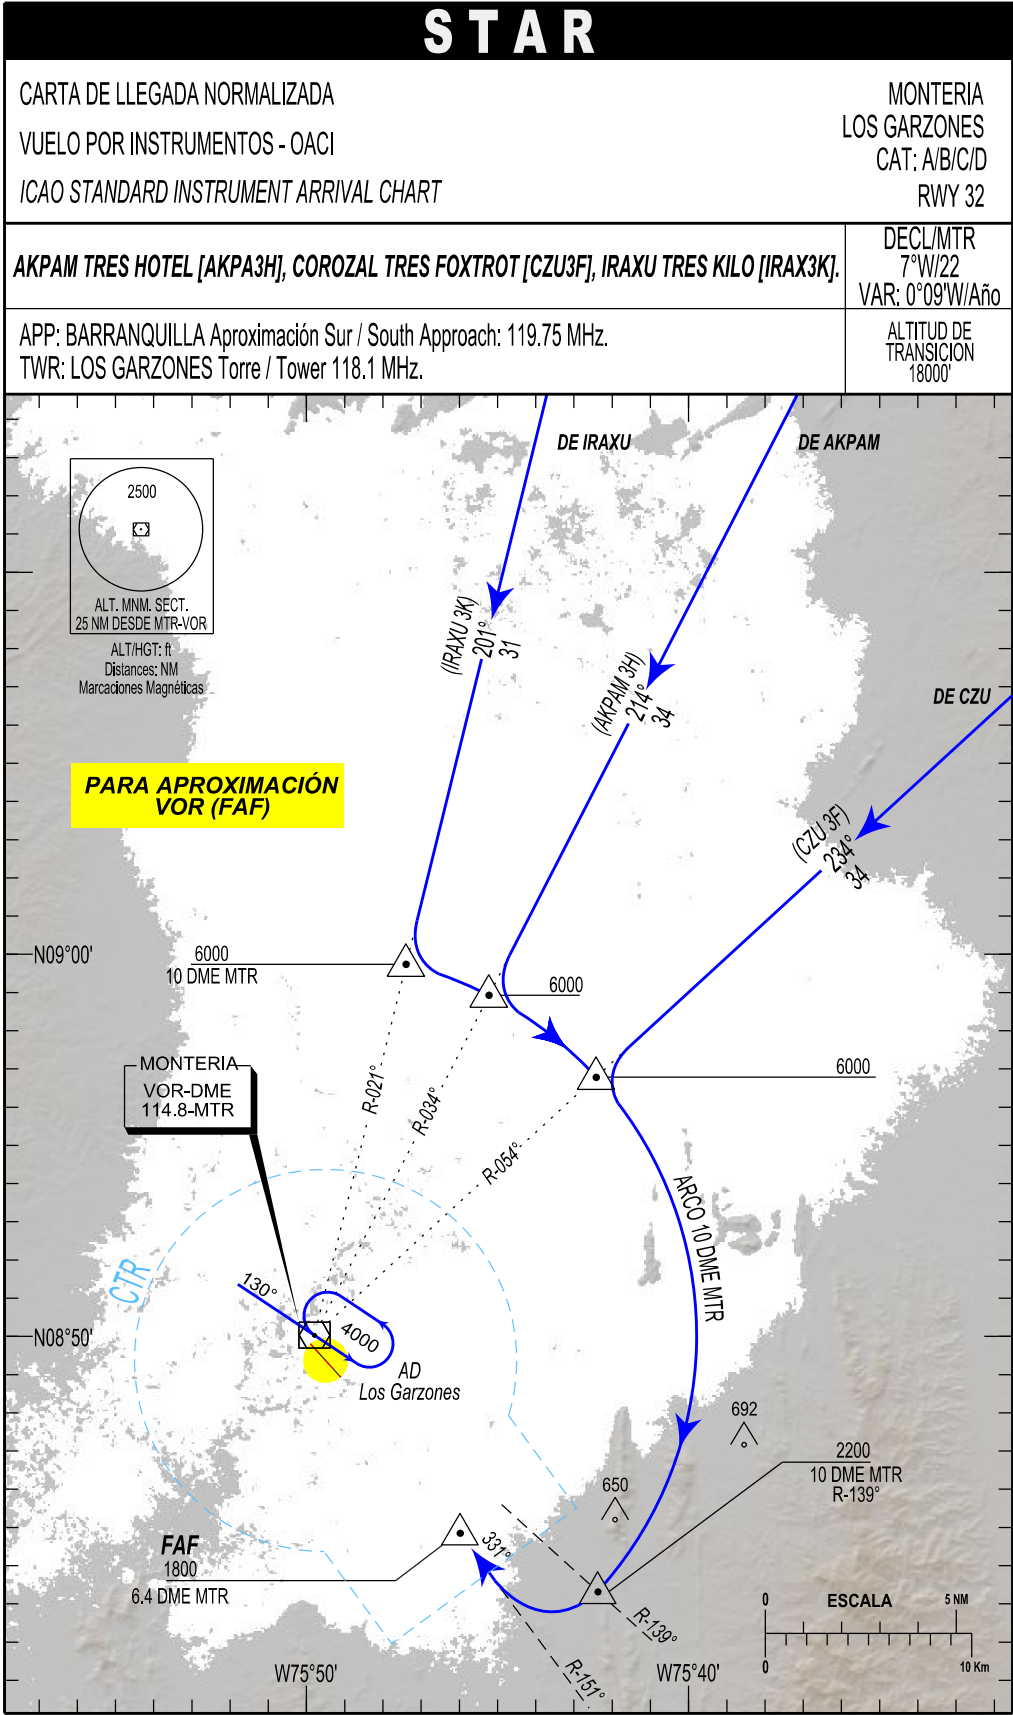 STAR
CARTA DE LLEGADA NORMALIZADA
VUELO POR INSTRUMENTOS - OACI
ICAO STANDARD INSTRUMENT ARRIVAL CHART
MONTERIA
LOS GARZONES
CAT: A/B/C/D
RWY 32
AKPAM TRES HOTEL [AKPA3H], COROZAL TRES FOXTROT [CZU3F], IRAXU TRES KILO [IRAX3K].
DECL/MTR
7°W/22
VAR: 0°09'W/Año
APP: BARRANQUILLA Aproximación Sur / South Approach: 119.75 MHz.
TWR: LOS GARZONES Torre / Tower 118.1 MHz.
ALTITUD DE
TRANSICION
18000'
DE IRAXU
DE AKPAM
2500
ALT. MNM. SECT.
25 NM DESDE MTR-VOR
ALT/HGT: ft
Distances: NM
Marcaciones Magnéticas
(IRAXU 3K)
201°
31
(AKPAM 3H)
214°
34
DE CZU
PARA APROXIMACIÓN
VOR (FAF)
(CZU 3F)
234°
34
N09°00'
6000
10 DME MTR
6000
6000
MONTERIA
VOR-DME
114.8-MTR
R-021°
R-034°
R-054°
ARCO 10 DME MTR
CTR
130°
4000
N08°50'
AD
Los Garzones
692
2200
10 DME MTR
R-139°
650
FAF
1800
6.4 DME MTR
331°
R-139°
R-151°
0
ESCALA
5 NM
0
10 Km
W75°50'
W75°40'